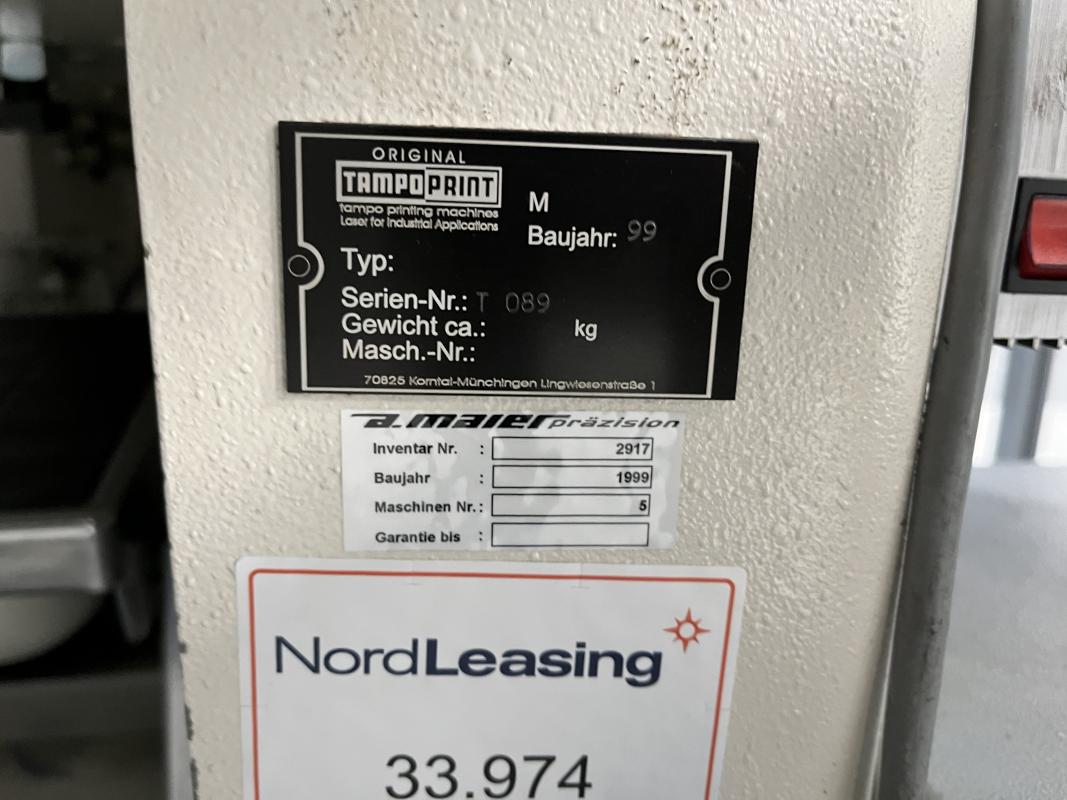 ORIGINAL
TAMPOPRINT
tampo printing machines
Laser for Industrial Applications
M
Baujahr: 99
Typ:
Serien-Nr.: T 089
Gewicht ca.: kg
Masch.-Nr.:
70825 Korntal-Münchingen Lingwiesenstraße 1
a.maier präzision
Inventar Nr. : 2917
Baujahr : 1999
Maschinen Nr.: 5
Garantie bis :
NordLeasing
33.974